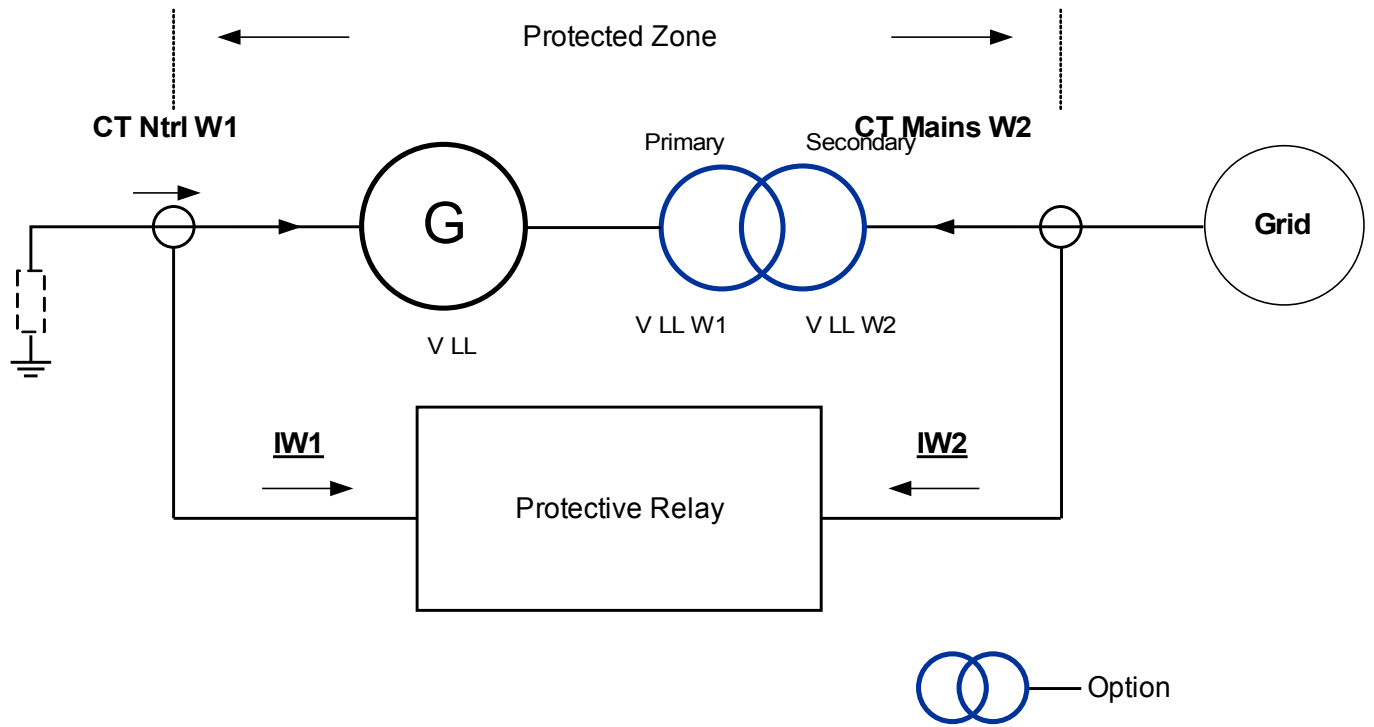 Protected Zone
CT Ntrl W1
CT Mains W2
Primary
Secondary
G
Grid
V LL
V LL W1
V LL W2
IW1
IW2
Protective Relay
Option